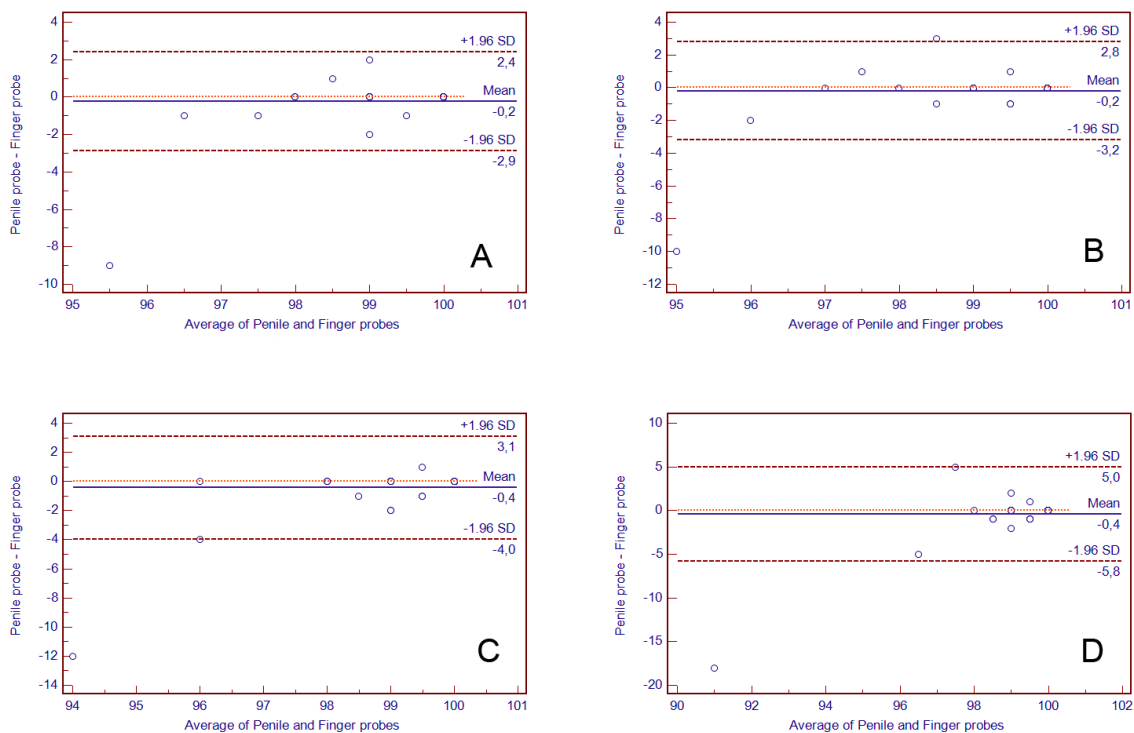 4
2
0
-2
-4
-6
-8
-10
Penile probe - Finger probe
+1.96 SD
2,4
Mean
-0,2
-1.96 SD
-2,9
A
95 96 97 98 99 100 101
Average of Penile and Finger probes
4
2
0
-2
-4
-6
-8
-10
-12
Penile probe - Finger probe
+1.96 SD
2,8
Mean
-0,2
-1.96 SD
-3,2
B
95 96 97 98 99 100 101
Average of Penile and Finger probes
4
2
0
-2
-4
-6
-8
-10
-12
-14
Penile probe - Finger probe
+1.96 SD
3,1
Mean
-0,4
-1.96 SD
-4,0
C
94 95 96 97 98 99 100 101
Average of Penile and Finger probes
10
5
0
-5
-10
-15
-20
Penile probe - Finger probe
+1.96 SD
5,0
Mean
-0,4
-1.96 SD
-5,8
D
90 92 94 96 98 100 102
Average of Penile and Finger probes